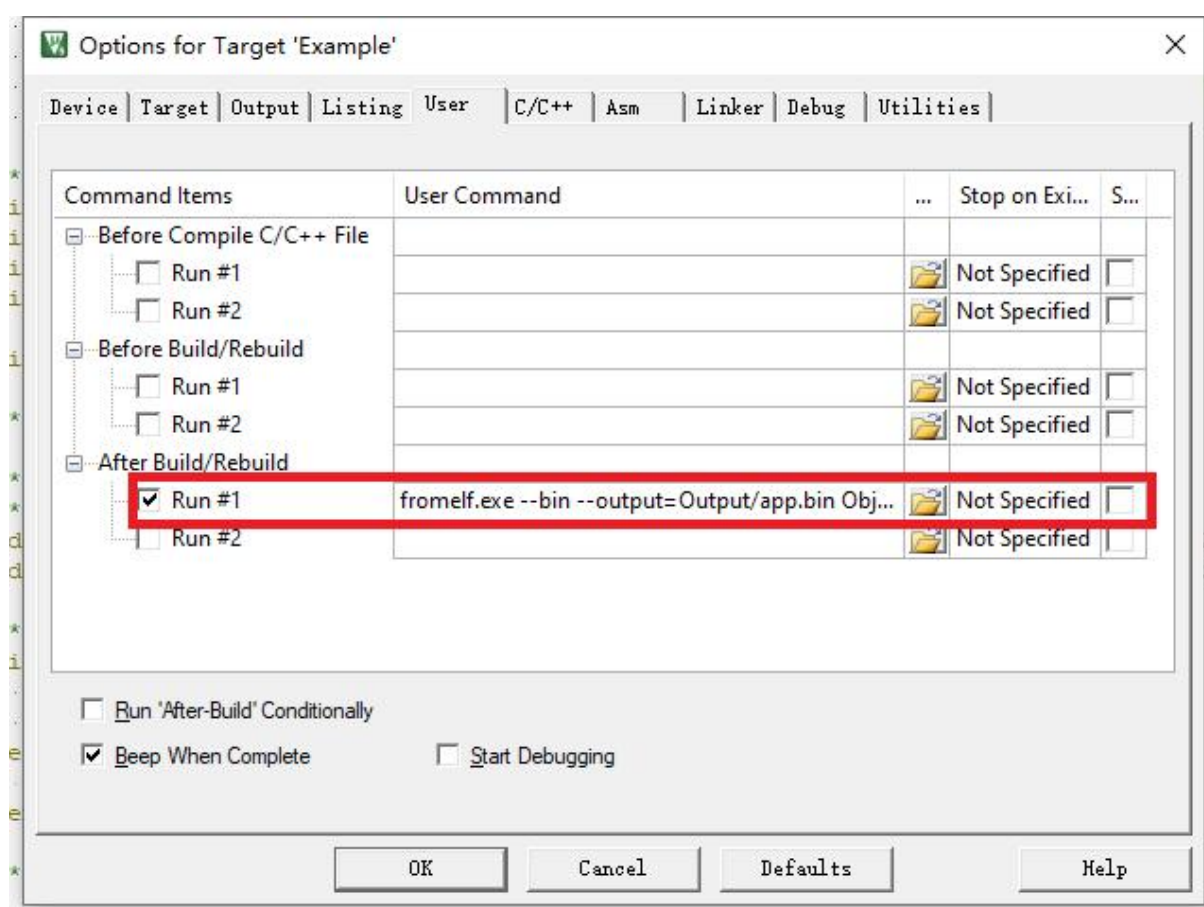 Options for Target 'Example'
Device Target Output Listing User C/C++ Asm Linker Debug Utilities
Command Items User Command ... Stop on Exi... S...
Before Compile C/C++ File
Run #1 Not Specified
Run #2 Not Specified
Before Build/Rebuild
Run #1 Not Specified
Run #2 Not Specified
After Build/Rebuild
Run #1 fromelf.exe --bin --output=Output/app.bin Obj... Not Specified
Run #2 Not Specified
Run 'After-Build' Conditionally
Beep When Complete Start Debugging
OK Cancel Defaults Help